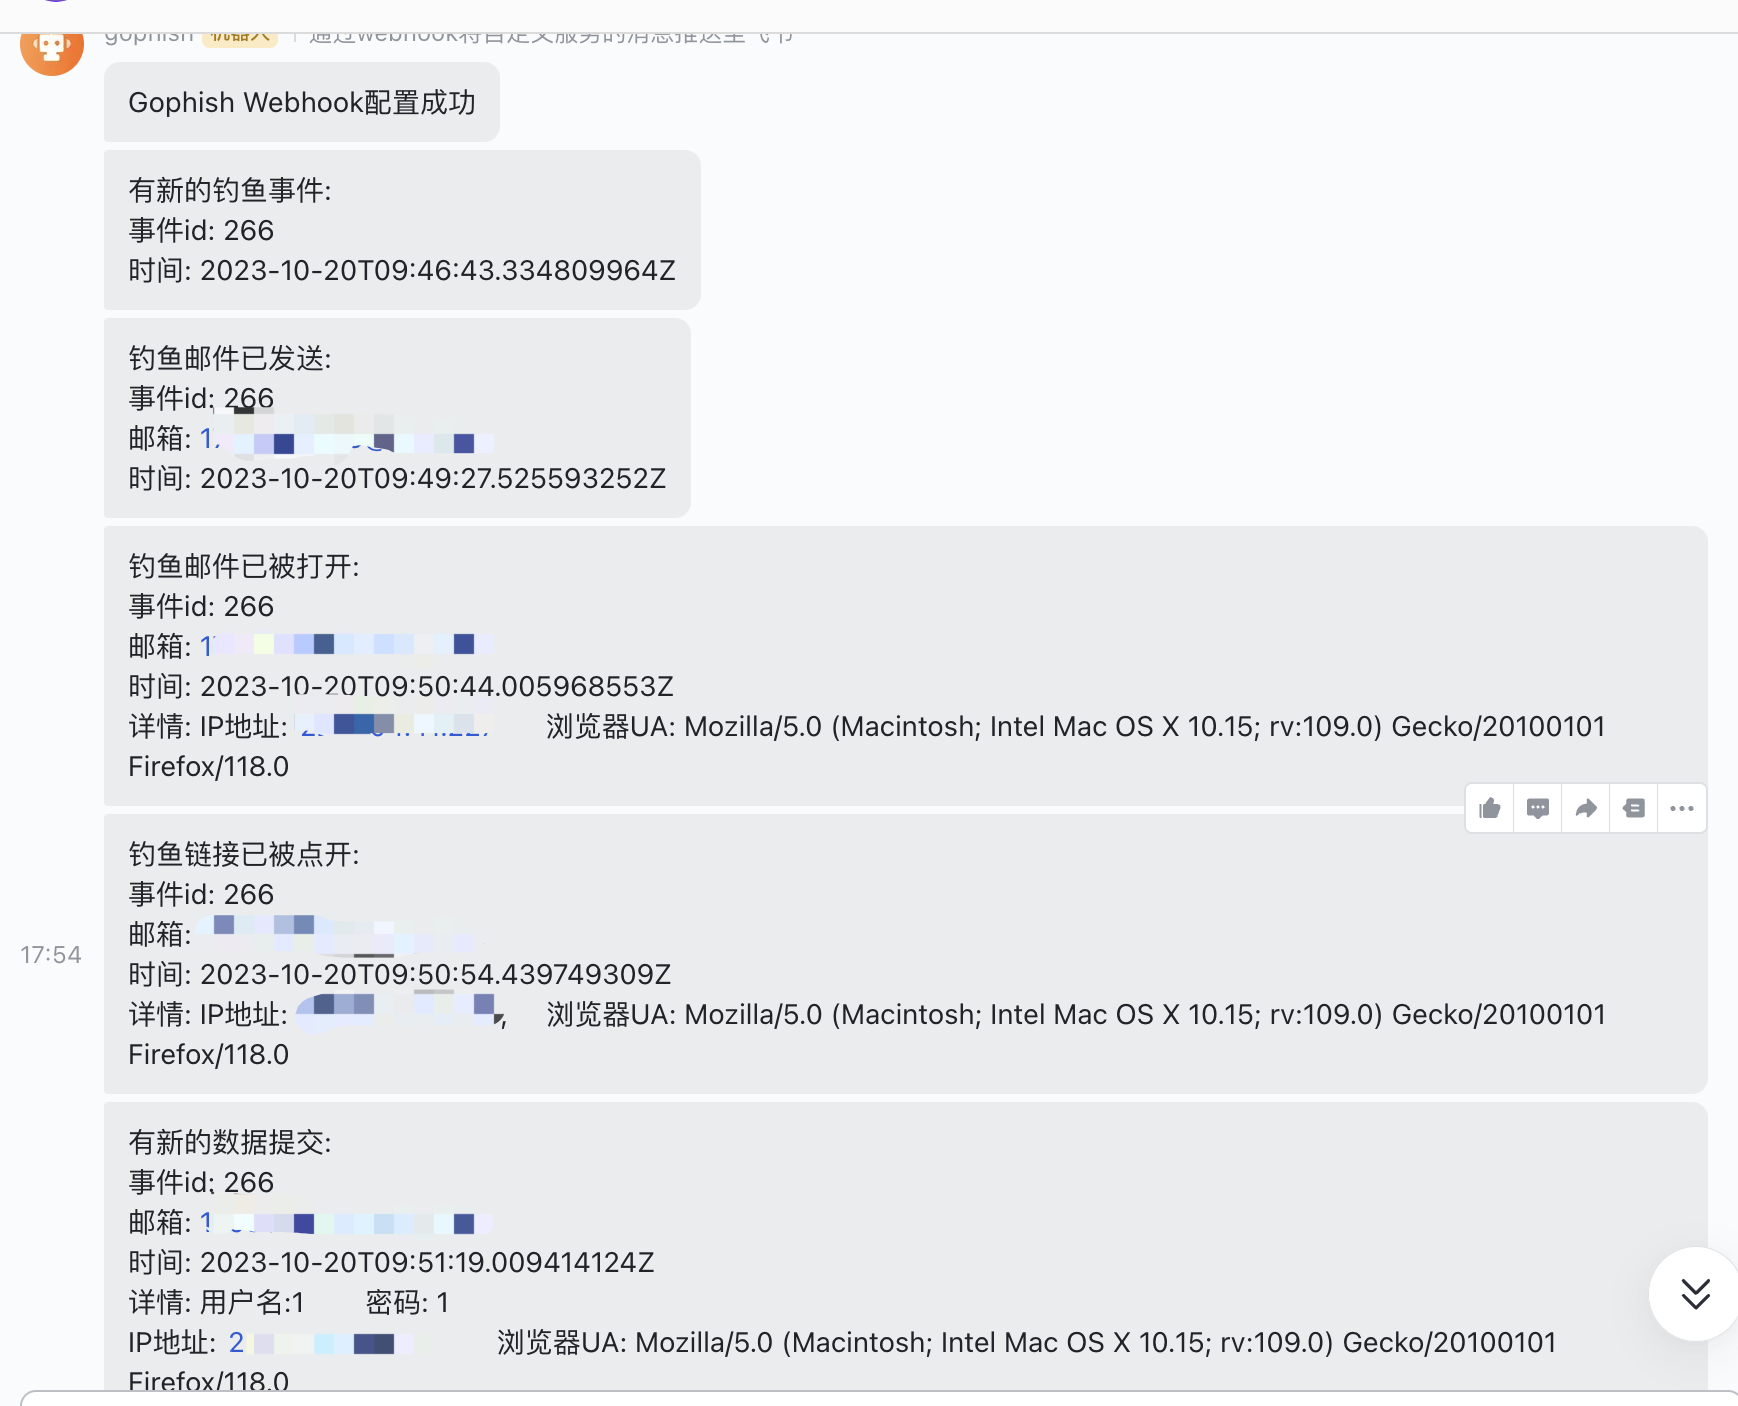 gophish 机器人 通过webhook将自定义服务的消息推送至飞书
Gophish Webhook配置成功
有新的钓鱼事件:
事件id: 266
时间: 2023-10-20T09:46:43.334809964Z
钓鱼邮件已发送:
事件id: 266
邮箱:
时间: 2023-10-20T09:49:27.525593252Z
钓鱼邮件已被打开:
事件id: 266
邮箱:
时间: 2023-10-20T09:50:44.005968553Z
详情: IP地址: 浏览器UA: Mozilla/5.0 (Macintosh; Intel Mac OS X 10.15; rv:109.0) Gecko/20100101
Firefox/118.0
钓鱼链接已被点开:
事件id: 266
邮箱:
17:54
时间: 2023-10-20T09:50:54.439749309Z
详情: IP地址: , 浏览器UA: Mozilla/5.0 (Macintosh; Intel Mac OS X 10.15; rv:109.0) Gecko/20100101
Firefox/118.0
有新的数据提交:
事件id: 266
邮箱:
时间: 2023-10-20T09:51:19.009414124Z
详情: 用户名:1 密码: 1
IP地址: 2 浏览器UA: Mozilla/5.0 (Macintosh; Intel Mac OS X 10.15; rv:109.0) Gecko/20100101
Firefox/118.0